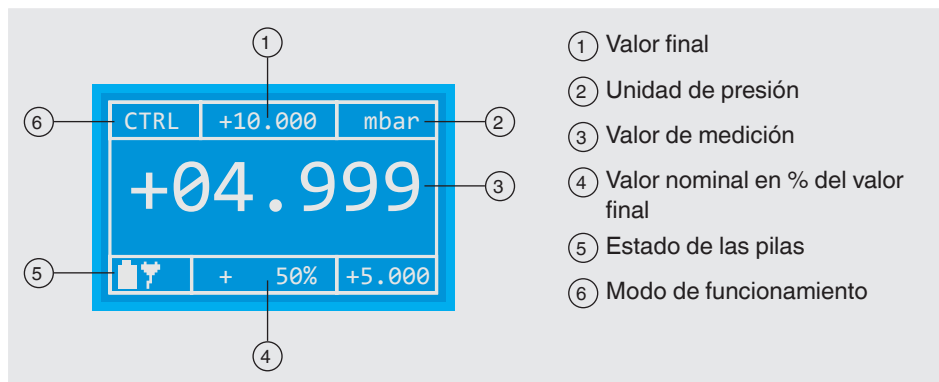 1
6 CTRL +10.000 mbar 2
+04.999 3
5 + 50% +5.000
4
1 Valor final
2 Unidad de presión
3 Valor de medición
4 Valor nominal en % del valor
final
5 Estado de las pilas
6 Modo de funcionamiento